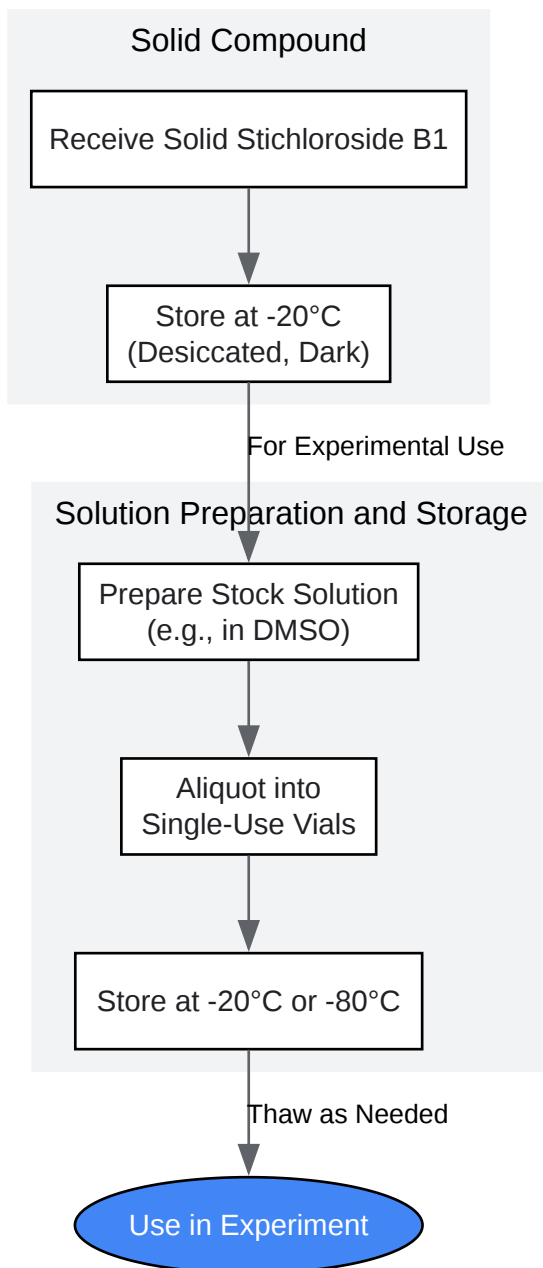 Solid Compound
Receive Solid Stichloroside B1
Store at -20°C
(Desiccated, Dark)
For Experimental Use
Solution Preparation and Storage
Prepare Stock Solution
(e.g., in DMSO)
Aliquot into
Single-Use Vials
Store at -20°C or -80°C
Thaw as Needed
Use in Experiment